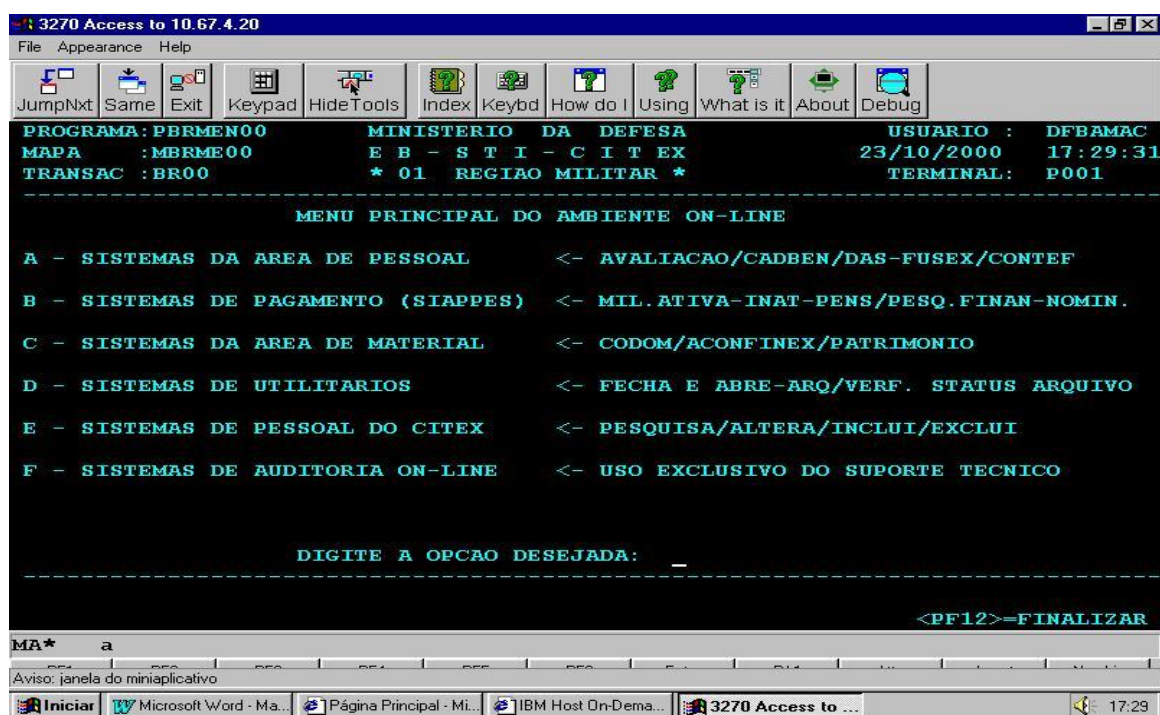 3270 Access to 10.67.4.20
File Appearance Help
JumpNxt Same Exit Keypad HideTools Index Keybd How do I Using What is it About Debug
PROGRAMA:PBRMEN00 MINISTERIO DA DEFESA USUARIO : DFBAMAC
MAPA :MBRME00 E B - S T I - C I T EX 23/10/2000 17:29:31
TRANSAC :BR00 * 01 REGIAO MILITAR * TERMINAL: P001
MENU PRINCIPAL DO AMBIENTE ON-LINE
A - SISTEMAS DA AREA DE PESSOAL <- AVALIACAO/CADBEN/DAS-FUSEX/CONTEF
B - SISTEMAS DE PAGAMENTO (SIAPPES) <- MIL.ATIVA-INAT-PENS/PESQ.FINAN-NOMIN.
C - SISTEMAS DA AREA DE MATERIAL <- CODOM/ACONFINEX/PATRIMONIO
D - SISTEMAS DE UTILITARIOS <- FECHA E ABRE-ARQ/VERF. STATUS ARQUIVO
E - SISTEMAS DE PESSOAL DO CITEX <- PESQUISA/ALTERA/INCLUI/EXCLUI
F - SISTEMAS DE AUDITORIA ON-LINE <- USO EXCLUSIVO DO SUPORTE TECNICO
DIGITE A OPCAO DESEJADA: _
<PF12>=FINALIZAR
MA* a
Aviso: janela do miniaplicativo
Iniciar Microsoft Word - Ma... Página Principal - Mi... IBM Host On-Dema... 3270 Access to ... 17:29